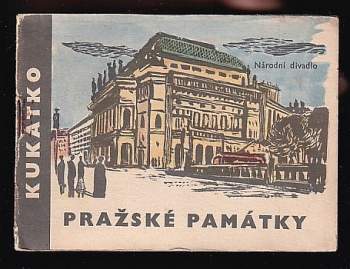 KUKÁTKO
Národní divadlo
PRAŽSKÉ PAMÁTKY